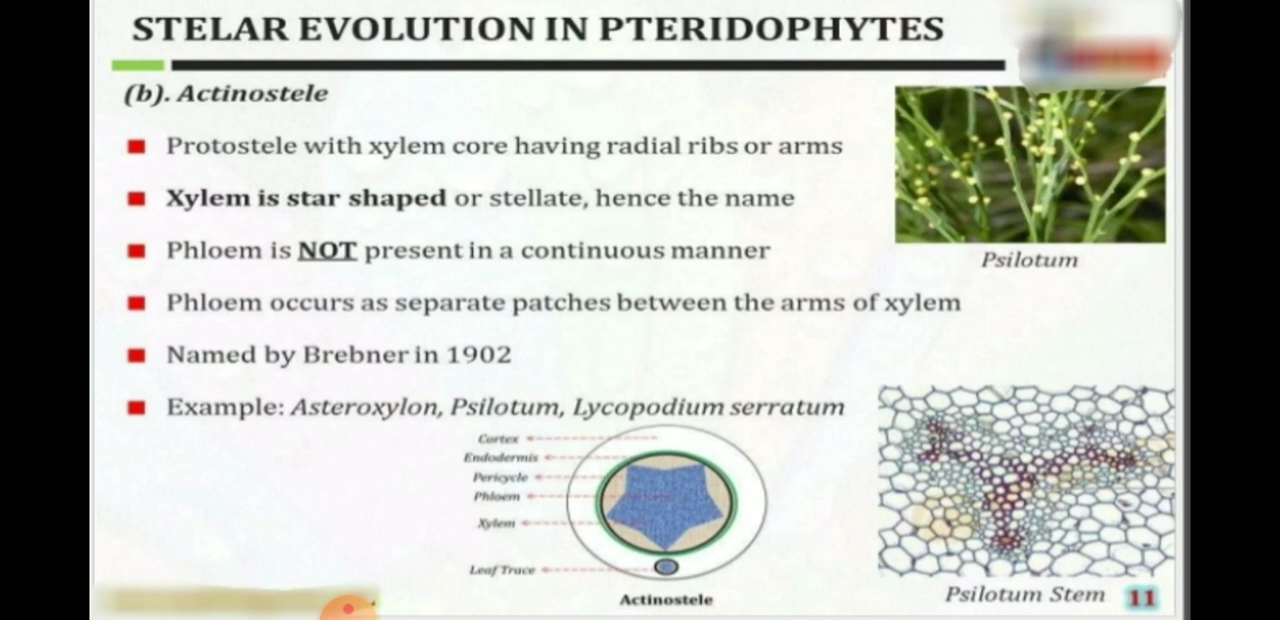 STELAR EVOLUTION IN PTERIDOPHYTES
(b). Actinostele
Protostele with xylem core having radial ribs or arms
Xylem is star shaped or stellate, hence the name
Phloem is NOT present in a continuous manner
Psilotum
Phloem occurs as separate patches between the arms of xylem
Named by Brebner in 1902
Example: Asteroxylon, Psilotum, Lycopodium serratum
Cortex
Endodermis
Pericycle
Phloem
Xylem
Leaf Trace
Actinostele
Psilotum Stem
11